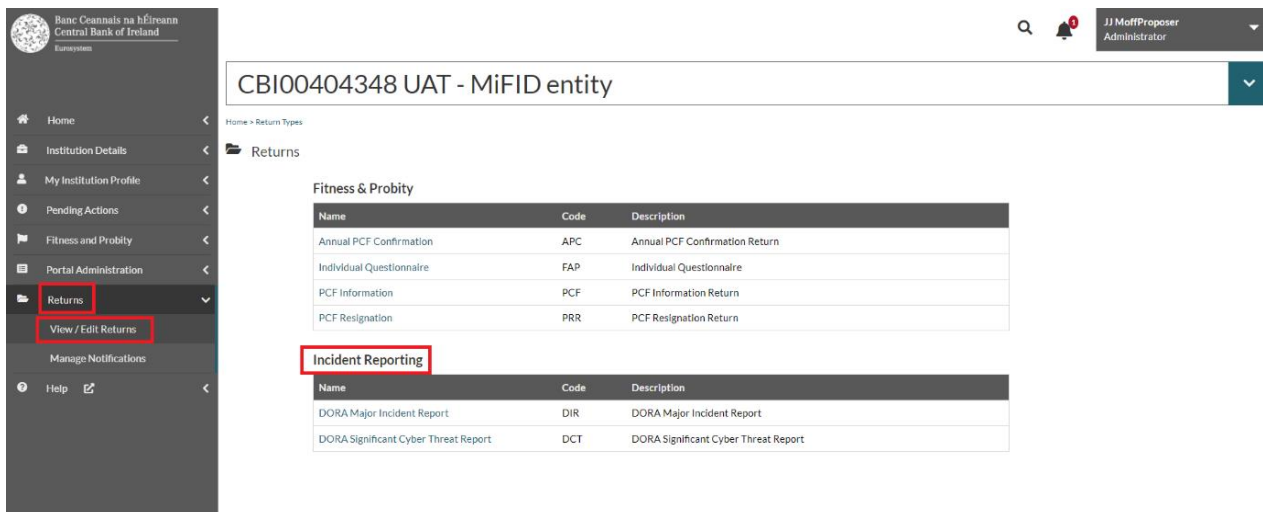 Banc Ceannais na hÉireann
Central Bank of Ireland
Eurosystem
1
JJ MoffProposer
Administrator
CBI00404348 UAT - MiFID entity
Home
Institution Details
My Institution Profile
Pending Actions
Fitness and Probity
Portal Administration
Returns
View / Edit Returns
Manage Notifications
Help
Home > Return Types
Returns
Fitness & Probity
Name Code Description
Annual PCF Confirmation APC Annual PCF Confirmation Return
Individual Questionnaire FAP Individual Questionnaire
PCF Information PCF PCF Information Return
PCF Resignation PRR PCF Resignation Return
Incident Reporting
Name Code Description
DORA Major Incident Report DIR DORA Major Incident Report
DORA Significant Cyber Threat Report DCT DORA Significant Cyber Threat Report